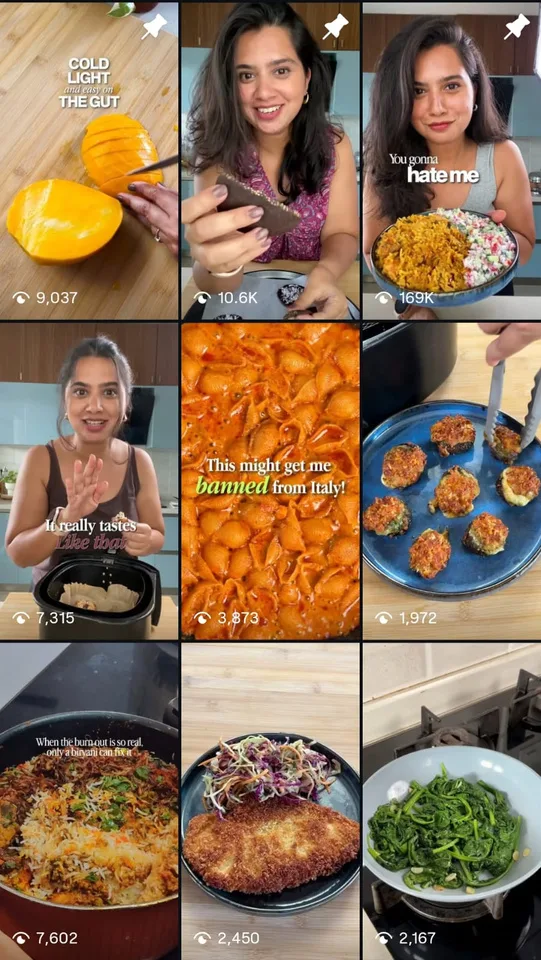 COLD
LIGHT
and easy on
THE GUT
9,037
10.6K
You gonna
hate me
169K
It really tastes
Like that
7,315
This might get me
banned from Italy!
3,873
1,972
When the burn out is so real,
only a biryani can fix it
7,602
2,450
2,167